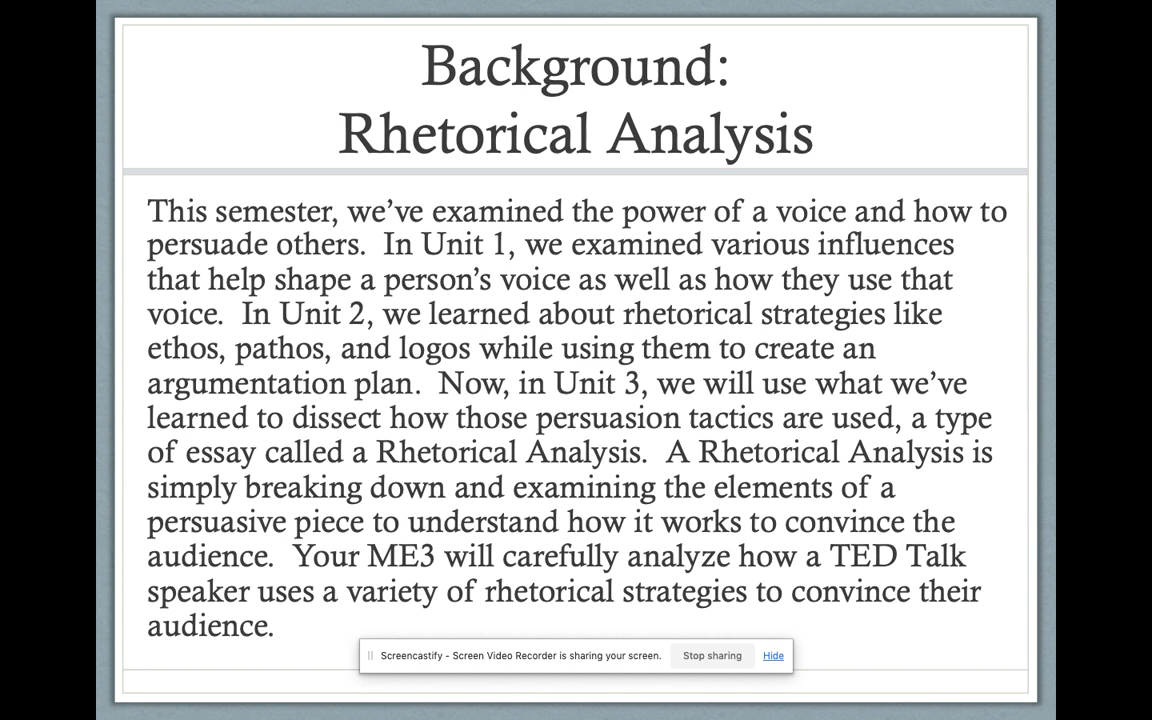 Background:
Rhetorical Analysis
This semester, we’ve examined the power of a voice and how to
persuade others.  In Unit 1, we examined various influences
that help shape a person’s voice as well as how they use that
voice.  In Unit 2, we learned about rhetorical strategies like
ethos, pathos, and logos while using them to create an
argumentation plan.  Now, in Unit 3, we will use what we’ve
learned to dissect how those persuasion tactics are used, a type
of essay called a Rhetorical Analysis.  A Rhetorical Analysis is
simply breaking down and examining the elements of a
persuasive piece to understand how it works to convince the
audience.  Your ME3 will carefully analyze how a TED Talk
speaker uses a variety of rhetorical strategies to convince their
audience.
Screencastify - Screen Video Recorder is sharing your screen. Stop sharing Hide